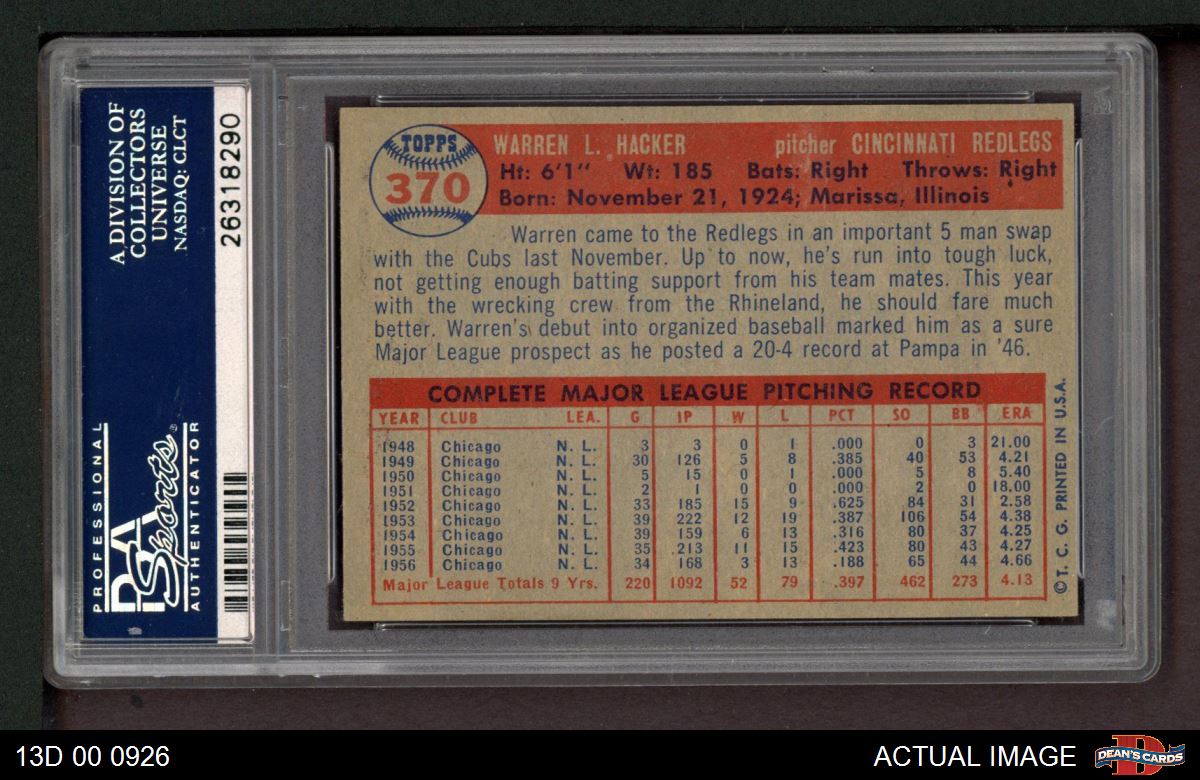 A DIVISION OF
COLLECTORS
UNIVERSE
NASDAQ: CLCT
26318290
PROFESSIONAL
PSA
Sports®
AUTHENTICATOR
TOPPS
370
WARREN L. HACKER pitcher CINCINNATI REDLEGS
Ht: 6'1" Wt: 185 Bats: Right Throws: Right
Born: November 21, 1924; Marissa, Illinois
Warren came to the Redlegs in an important 5 man swap
with the Cubs last November. Up to now, he's run into tough luck,
not getting enough batting support from his team mates. This year
with the wrecking crew from the Rhineland, he should fare much
better. Warren's debut into organized baseball marked him as a sure
Major League prospect as he posted a 20-4 record at Pampa in '46.
COMPLETE MAJOR LEAGUE PITCHING RECORD
YEAR CLUB LEA. G IP W L PCT SO BB ERA
1948 Chicago N. L. 3 3 0 1 .000 0 3 21.00
1949 Chicago N. L. 30 126 5 8 .385 40 53 4.21
1950 Chicago N. L. 5 15 0 1 .000 5 8 5.40
1951 Chicago N. L. 2 1 0 0 .000 2 0 18.00
1952 Chicago N. L. 33 185 15 9 .625 84 31 2.58
1953 Chicago N. L. 39 222 12 19 .387 106 54 4.38
1954 Chicago N. L. 39 159 6 13 .316 80 37 4.25
1955 Chicago N. L. 35 .213 11 15 .423 80 43 4.27
1956 Chicago N. L. 34 168 3 13 .188 65 44 4.66
Major League Totals 9 Yrs. 220 1092 52 79 .397 462 273 4.13
© T. C. G. PRINTED IN U.S.A.
13D 00 0926
ACTUAL IMAGE
D
DEAN'S CARDS